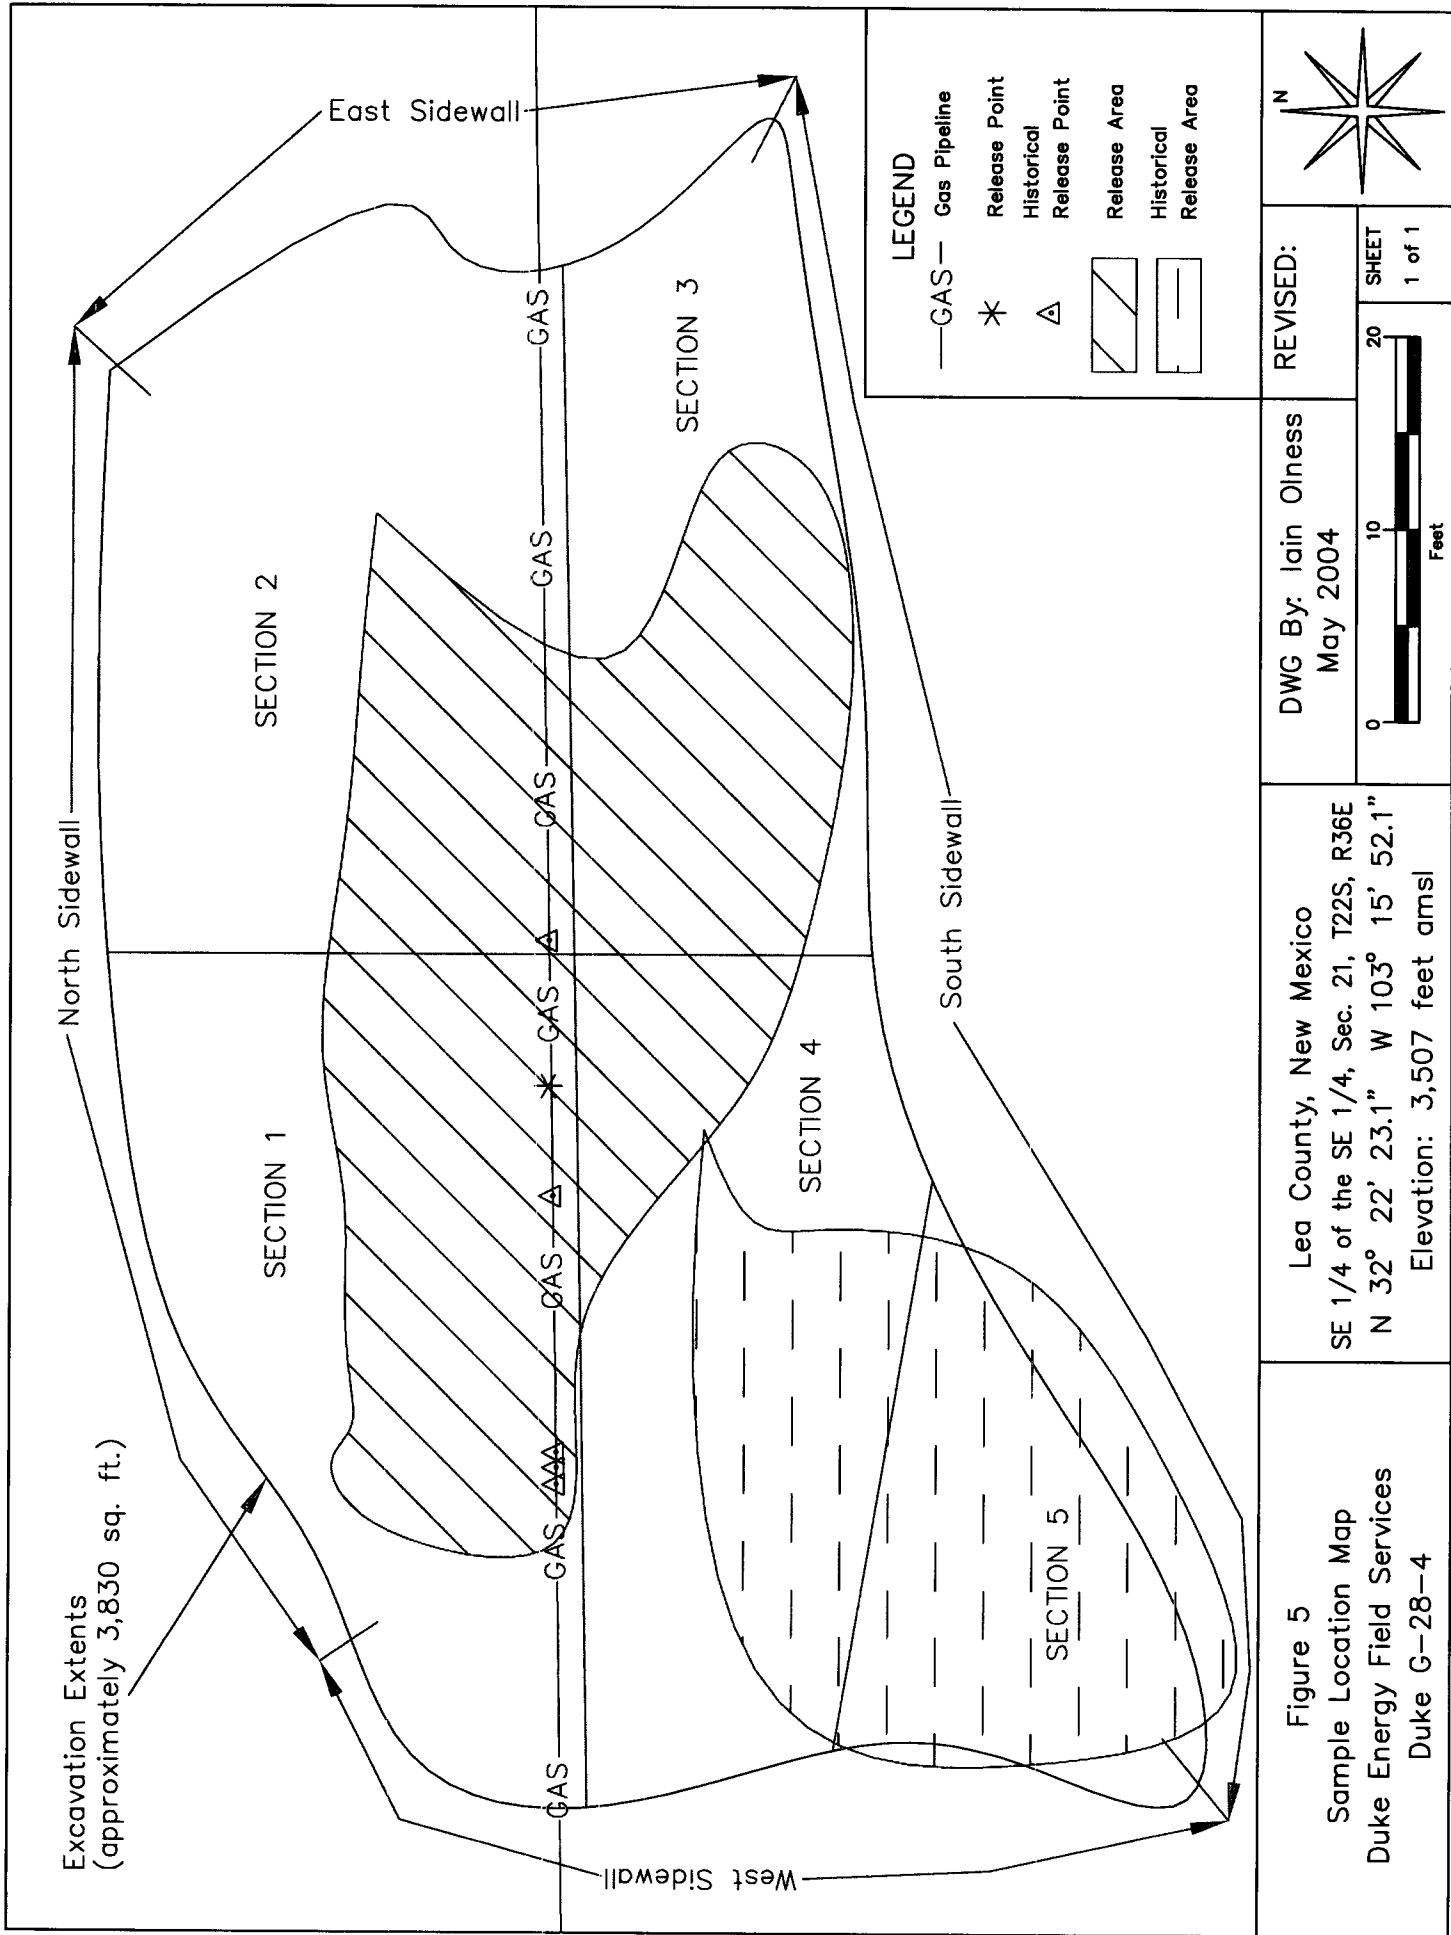 Excavation Extents
(approximately 3,830 sq. ft.)
North Sidewall
East Sidewall
West Sidewall
South Sidewall
SECTION 1
SECTION 2
SECTION 3
SECTION 4
SECTION 5
GAS
GAS
GAS
GAS
GAS
GAS
GAS
LEGEND
GAS Gas Pipeline
Release Point
Historical
Release Point
Release Area
Historical
Release Area
Figure 5
Sample Location Map
Duke Energy Field Services
Duke G-28-4
Lea County, New Mexico
SE 1/4 of the SE 1/4, Sec. 21, T22S, R36E
N 32° 22' 23.1" W 103° 15' 52.1"
Elevation: 3,507 feet amsl
DWG By: Iain Olness
May 2004
REVISED:
0 10 20
Feet
SHEET
1 of 1
N